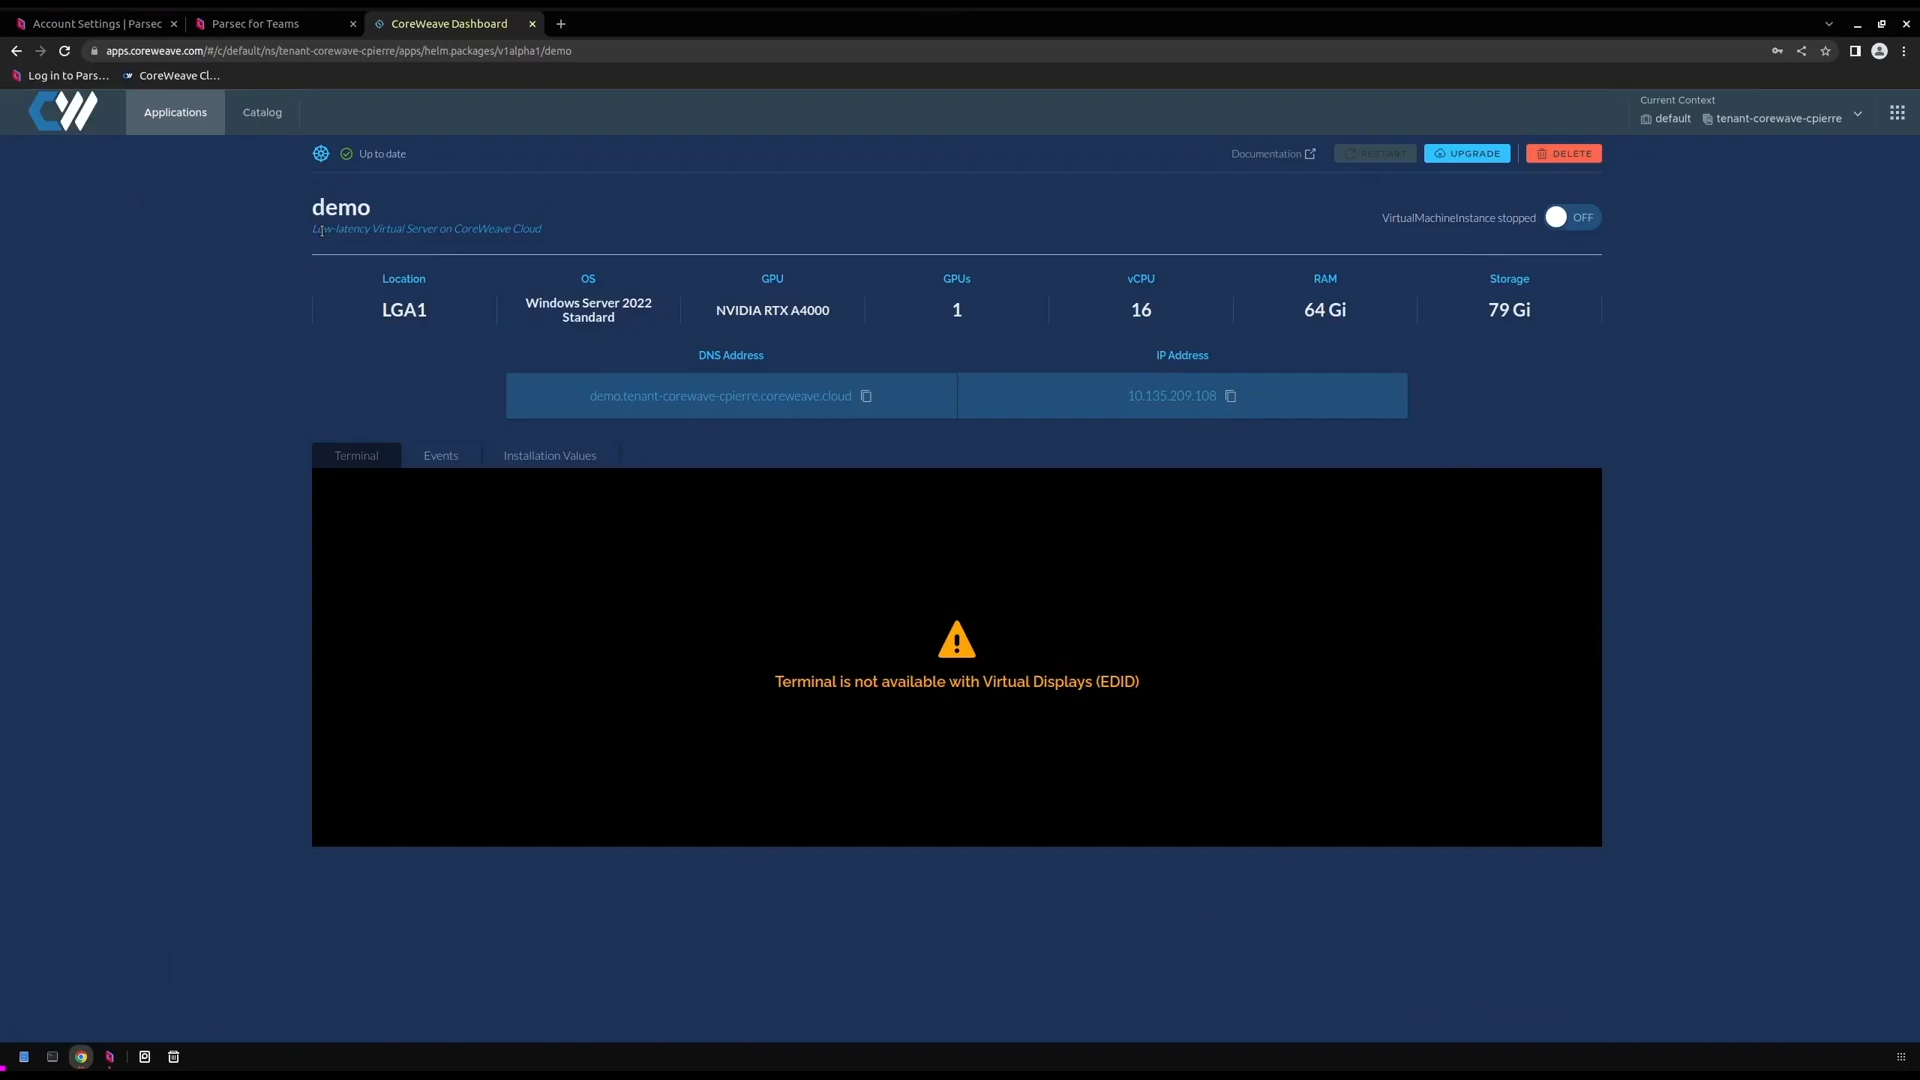 Account Settings | Parsec
Parsec for Teams
CoreWeave Dashboard
apps.coreweave.com/#/c/default/ns/tenant-corewave-cpierre/apps/helm.packages/v1alpha1/demo
Log in to Pars...
CoreWeave Cl...
CW
Applications
Catalog
Current Context
default
tenant-corewave-cpierre
Up to date
Documentation
RESTART
UPGRADE
DELETE
demo
Low-latency Virtual Server on CoreWeave Cloud
VirtualMachineInstance stopped
OFF
Location
OS
GPU
GPUs
vCPU
RAM
Storage
LGA1
Windows Server 2022
Standard
NVIDIA RTX A4000
1
16
64 Gi
79 Gi
DNS Address
IP Address
demo.tenant-corewave-cpierre.coreweave.cloud
10.135.209.108
Terminal
Events
Installation Values
Terminal is not available with Virtual Displays (EDID)